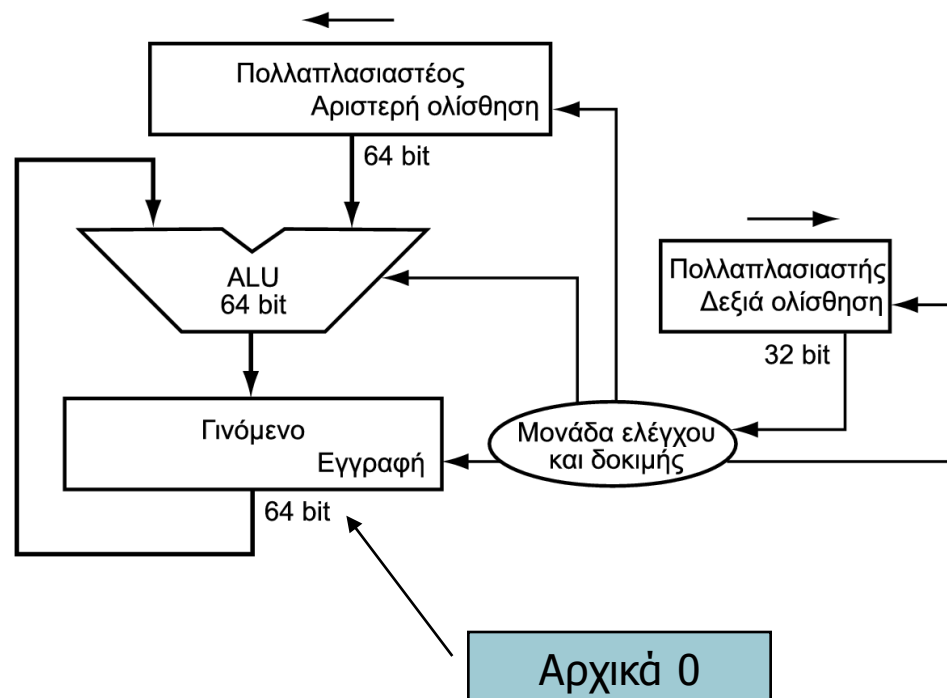 Πολλαπλασιαστέος
Αριστερή ολίσθηση
64 bit
Πολλαπλασιαστής
Δεξιά ολίσθηση
32 bit
ALU
64 bit
Γινόμενο
Εγγραφή
64 bit
Μονάδα ελέγχου
και δοκιμής
Αρχικά 0